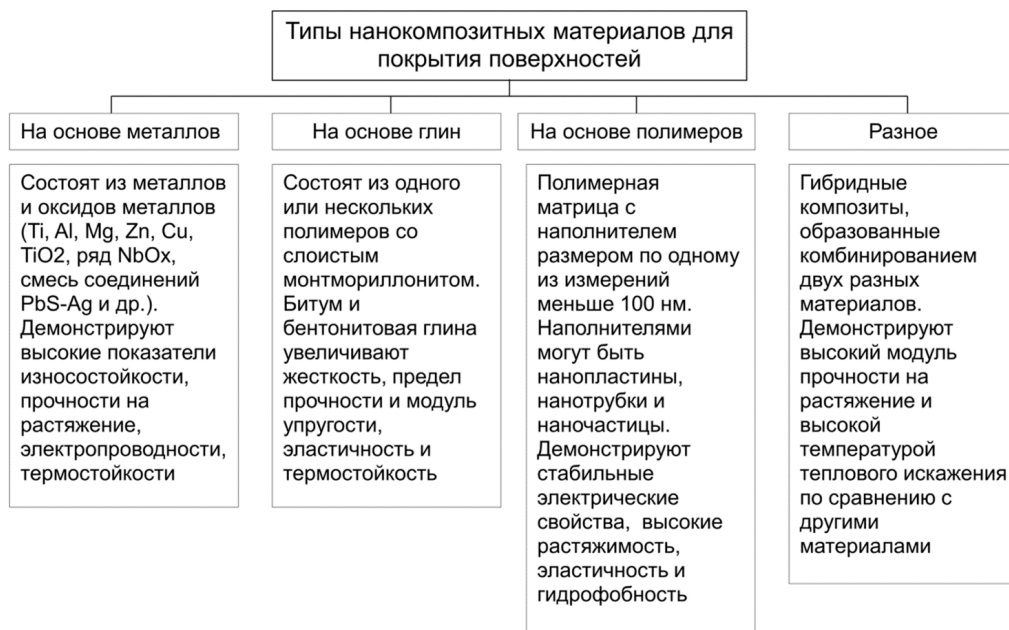 Типы нанокомпозитных материалов для
покрытия поверхностей
На основе металлов
Состоят из металлов
и оксидов металлов
(Ti, Al, Mg, Zn, Cu,
TiO2, ряд NbOx,
смесь соединений
PbS-Ag и др.).
Демонстрируют
высокие показатели
износостойкости,
прочности на
растяжение,
электропроводности,
термостойкости
На основе глин
Состоят из одного
или нескольких
полимеров со
слоистым
монтмориллонитом.
Битум и
бентонитовая глина
увеличивают
жесткость, предел
прочности и модуль
упругости,
эластичность и
термостойкость
На основе полимеров
Полимерная
матрица с
наполнителем
размером по одному
из измерений
меньше 100 нм.
Наполнителями
могут быть
нанопластины,
нанотрубки и
наночастицы.
Демонстрируют
стабильные
электрические
свойства, высокие
растяжимость,
эластичность и
гидрофобность
Разное
Гибридные
композиты,
образованные
комбинированием
двух разных
материалов.
Демонстрируют
высокий модуль
прочности на
растяжение и
высокой
температурой
теплового искажения
по сравнению с
другими
материалами